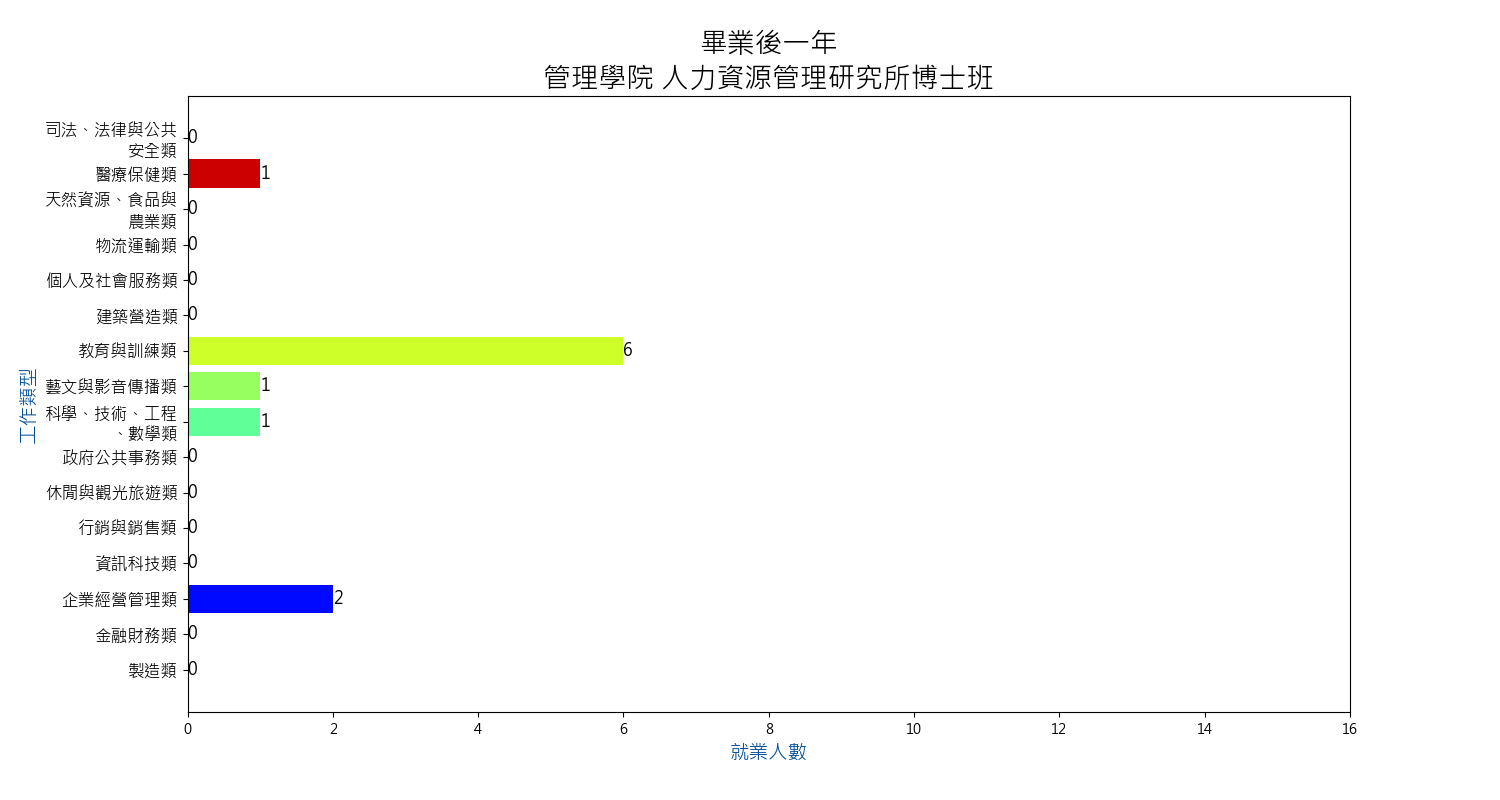 畢業後一年
管理學院 人力資源管理研究所博士班
司法、法律與公共
安全類
0
醫療保健類
1
天然資源、食品與
農業類
0
物流運輸類
0
個人及社會服務類
0
建築營造類
0
教育與訓練類
6
藝文與影音傳播類
1
科學、技術、工程
、數學類
1
政府公共事務類
0
休閒與觀光旅遊類
0
行銷與銷售類
0
資訊科技類
0
企業經營管理類
2
金融財務類
0
製造類
0
工作類型
0 2 4 6 8 10 12 14 16
就業人數